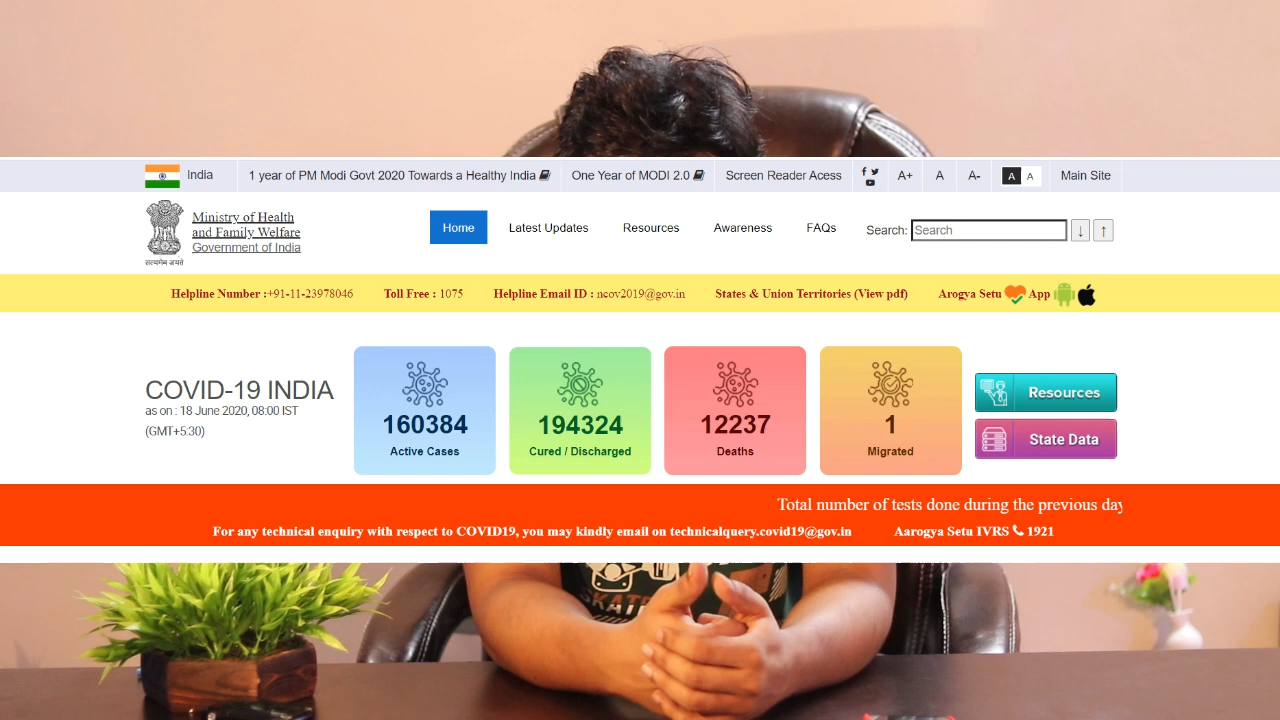 India
1 year of PM Modi Govt 2020 Towards a Healthy India
One Year of MODI 2.0
Screen Reader Acess
A+
A
A-
A
A
Main Site
सत्यमेव जयते
Ministry of Health
and Family Welfare
Government of India
Home
Latest Updates
Resources
Awareness
FAQs
Search:
Search
↓
↑
Helpline Number :+91-11-23978046
Toll Free : 1075
Helpline Email ID : ncov2019@gov.in
States & Union Territories (View pdf)
Arogya Setu App
COVID-19 INDIA
as on : 18 June 2020, 08:00 IST
(GMT+5:30)
160384
Active Cases
194324
Cured / Discharged
12237
Deaths
1
Migrated
Resources
State Data
Total number of tests done during the previous day
For any technical enquiry with respect to COVID19, you may kindly email on technicalquery.covid19@gov.in
Aarogya Setu IVRS 1921
SKATE